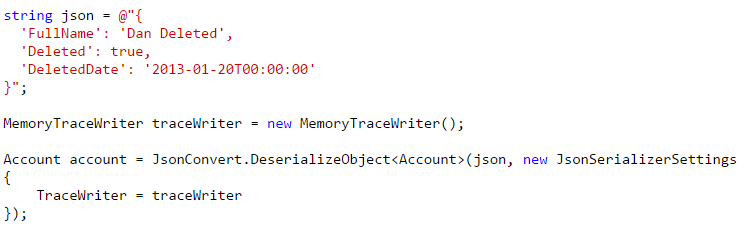 string json = @"{
  'FullName': 'Dan Deleted',
  'Deleted': true,
  'DeletedDate': '2013-01-20T00:00:00'
}";

MemoryTraceWriter traceWriter = new MemoryTraceWriter();

Account account = JsonConvert.DeserializeObject<Account>(json, new JsonSerializerSettings
{
    TraceWriter = traceWriter
});